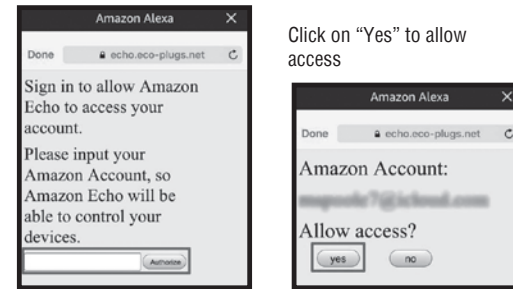 Amazon Alexa ×
Done echo.eco-plugs.net
Sign in to allow Amazon
Echo to access your
account.
Please input your
Amazon Account, so
Amazon Echo will be
able to control your
devices.
Authorize
Click on “Yes” to allow
access
Amazon Alexa ×
Done echo.eco-plugs.net
Amazon Account:
Allow access?
yes no